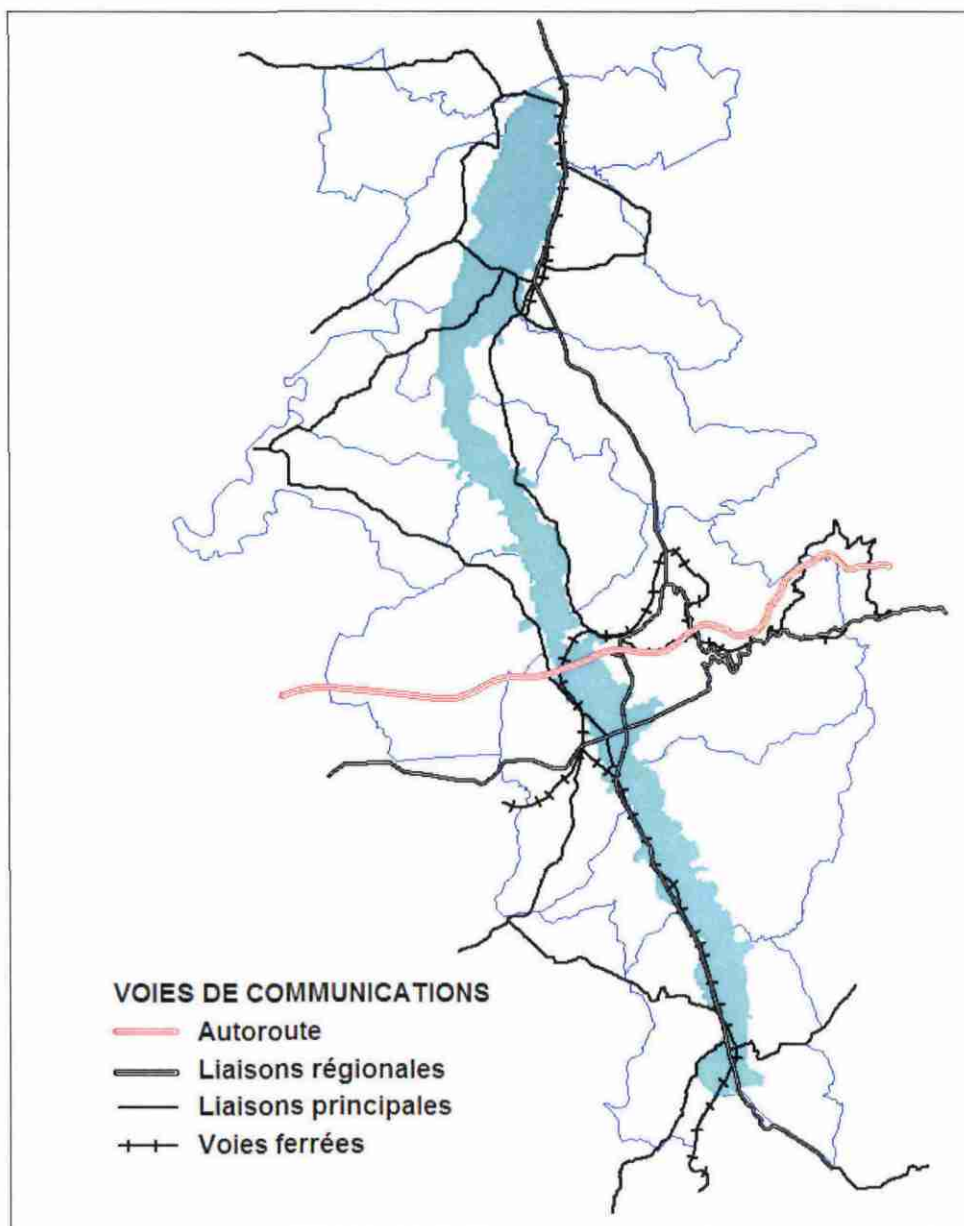 VOIES DE COMMUNICATIONS
Autoroute
Liaisons régionales
Liaisons principales
Voies ferrées